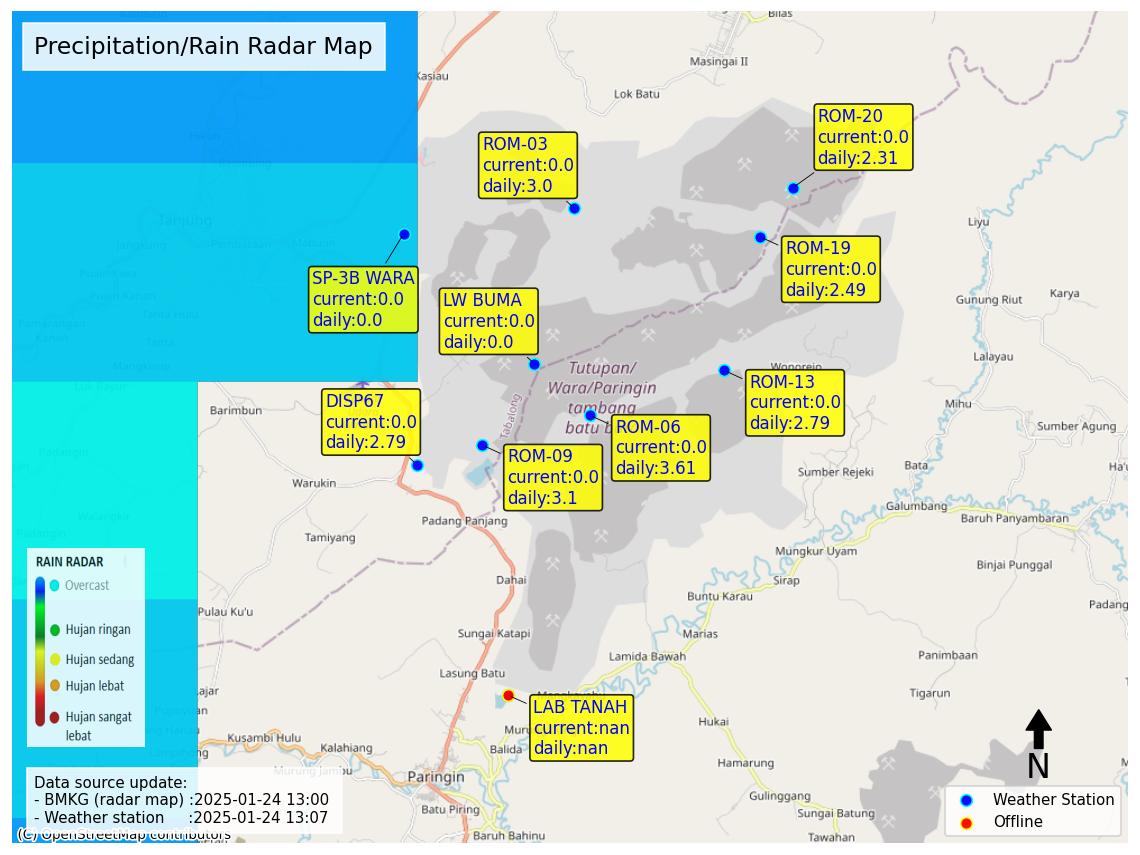 Precipitation/Rain Radar Map
Bilas
Masingai II
Kasiau
Lok Batu
ROM-20
current:0.0
daily:2.31
ROM-03
current:0.0
daily:3.0
Tanjung
Liyu
ROM-19
current:0.0
daily:2.49
SP-3B WARA
current:0.0
daily:0.0
LW BUMA
current:0.0
daily:0.0
Gunung Riut
Karya
Lalayau
Tutupan/
Wara/Paringin
tambang
batu b
Wonorejo
ROM-13
current:0.0
daily:2.79
DISP67
current:0.0
daily:2.79
Tabalong
Barimbun
Mihu
ROM-06
current:0.0
daily:3.61
Sumber Agung
ROM-09
current:0.0
daily:3.1
Warukin
Sumber Rejeki
Bata
Ha'u
Galumbang
Padang Panjang
Baruh Panyambaran
Tamiyang
Mungkur Uyam
Binjai Punggal
RAIN RADAR
Overcast
Hujan ringan
Hujan sedang
Hujan lebat
Hujan sangat
lebat
Dahai
Sirap
Buntu Karau
Pulau Ku'u
Padang
Sungai Katapi
Marias
Lamida Bawah
Panimbaan
Lasung Batu
Tigarun
LAB TANAH
current:nan
daily:nan
Hukai
Kusambi Hulu
Kalahiang
Balida
Hamarung
N
Murung Jambu
Paringin
Data source update:
- BMKG (radar map) :2025-01-24 13:00
- Weather station :2025-01-24 13:07
Gulinggang
Weather Station
Offline
Batu Piring
Sungai Batung
Baruh Bahinu
Tawahan
(C) OpenStreetMap contributors